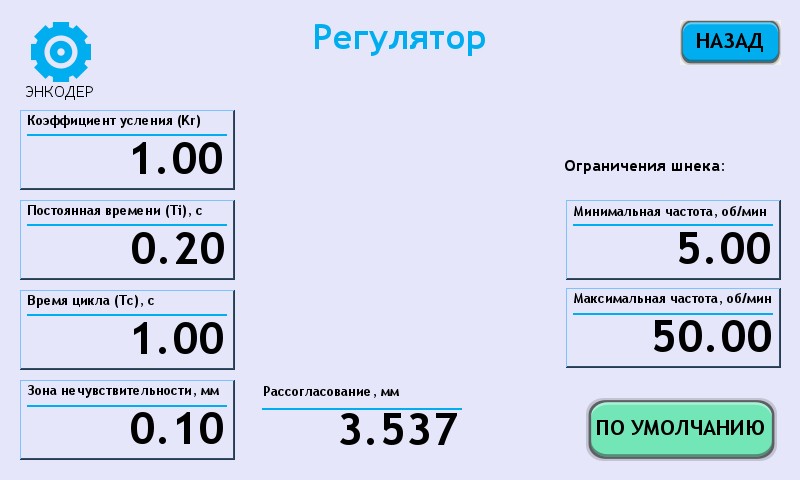 Регулятор
НАЗАД
ЭНКОДЕР
Коэффициент усления (Kr)
1.00
Постоянная времени (Ti), с
0.20
Время цикла (Tc), с
1.00
Зона нечувствительности, мм
0.10
Рассогласование, мм
3.537
Ограничения шнека:
Минимальная частота, об/мин
5.00
Максимальная частота, об/мин
50.00
ПО УМОЛЧАНИЮ